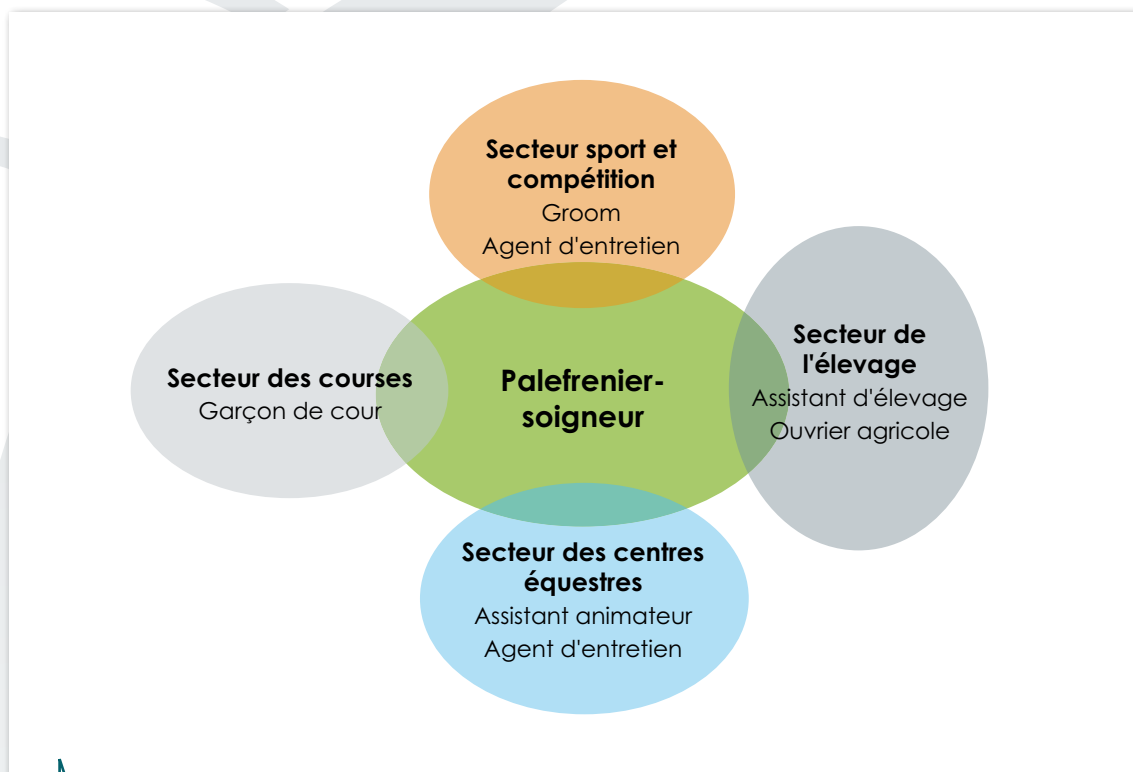 Secteur sport et
compétition
Groom
Agent d'entretien
Secteur des courses
Garçon de cour
Palefrenier-
soigneur
Secteur de
l'élevage
Assistant d'élevage
Ouvrier agricole
Secteur des centres
équestres
Assistant animateur
Agent d'entretien